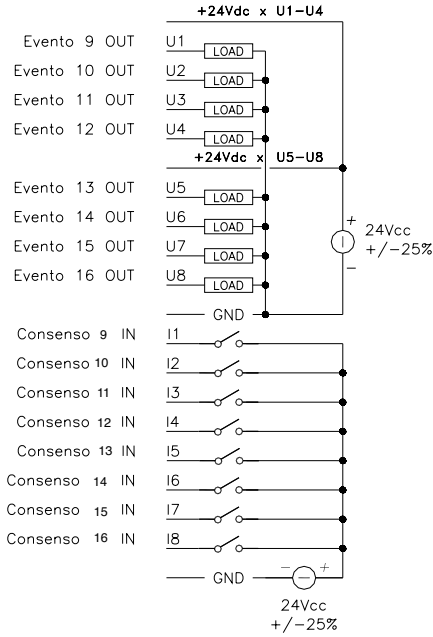 +24Vdc x U1-U4
Evento 9 OUT U1 LOAD
Evento 10 OUT U2 LOAD
Evento 11 OUT U3 LOAD
Evento 12 OUT U4 LOAD
+24Vdc x U5-U8
Evento 13 OUT U5 LOAD
Evento 14 OUT U6 LOAD
Evento 15 OUT U7 LOAD
Evento 16 OUT U8 LOAD
+
24Vcc
+/-25%
-
GND
Consenso 9 IN I1
Consenso 10 IN I2
Consenso 11 IN I3
Consenso 12 IN I4
Consenso 13 IN I5
Consenso 14 IN I6
Consenso 15 IN I7
Consenso 16 IN I8
GND - +
24Vcc
+/-25%